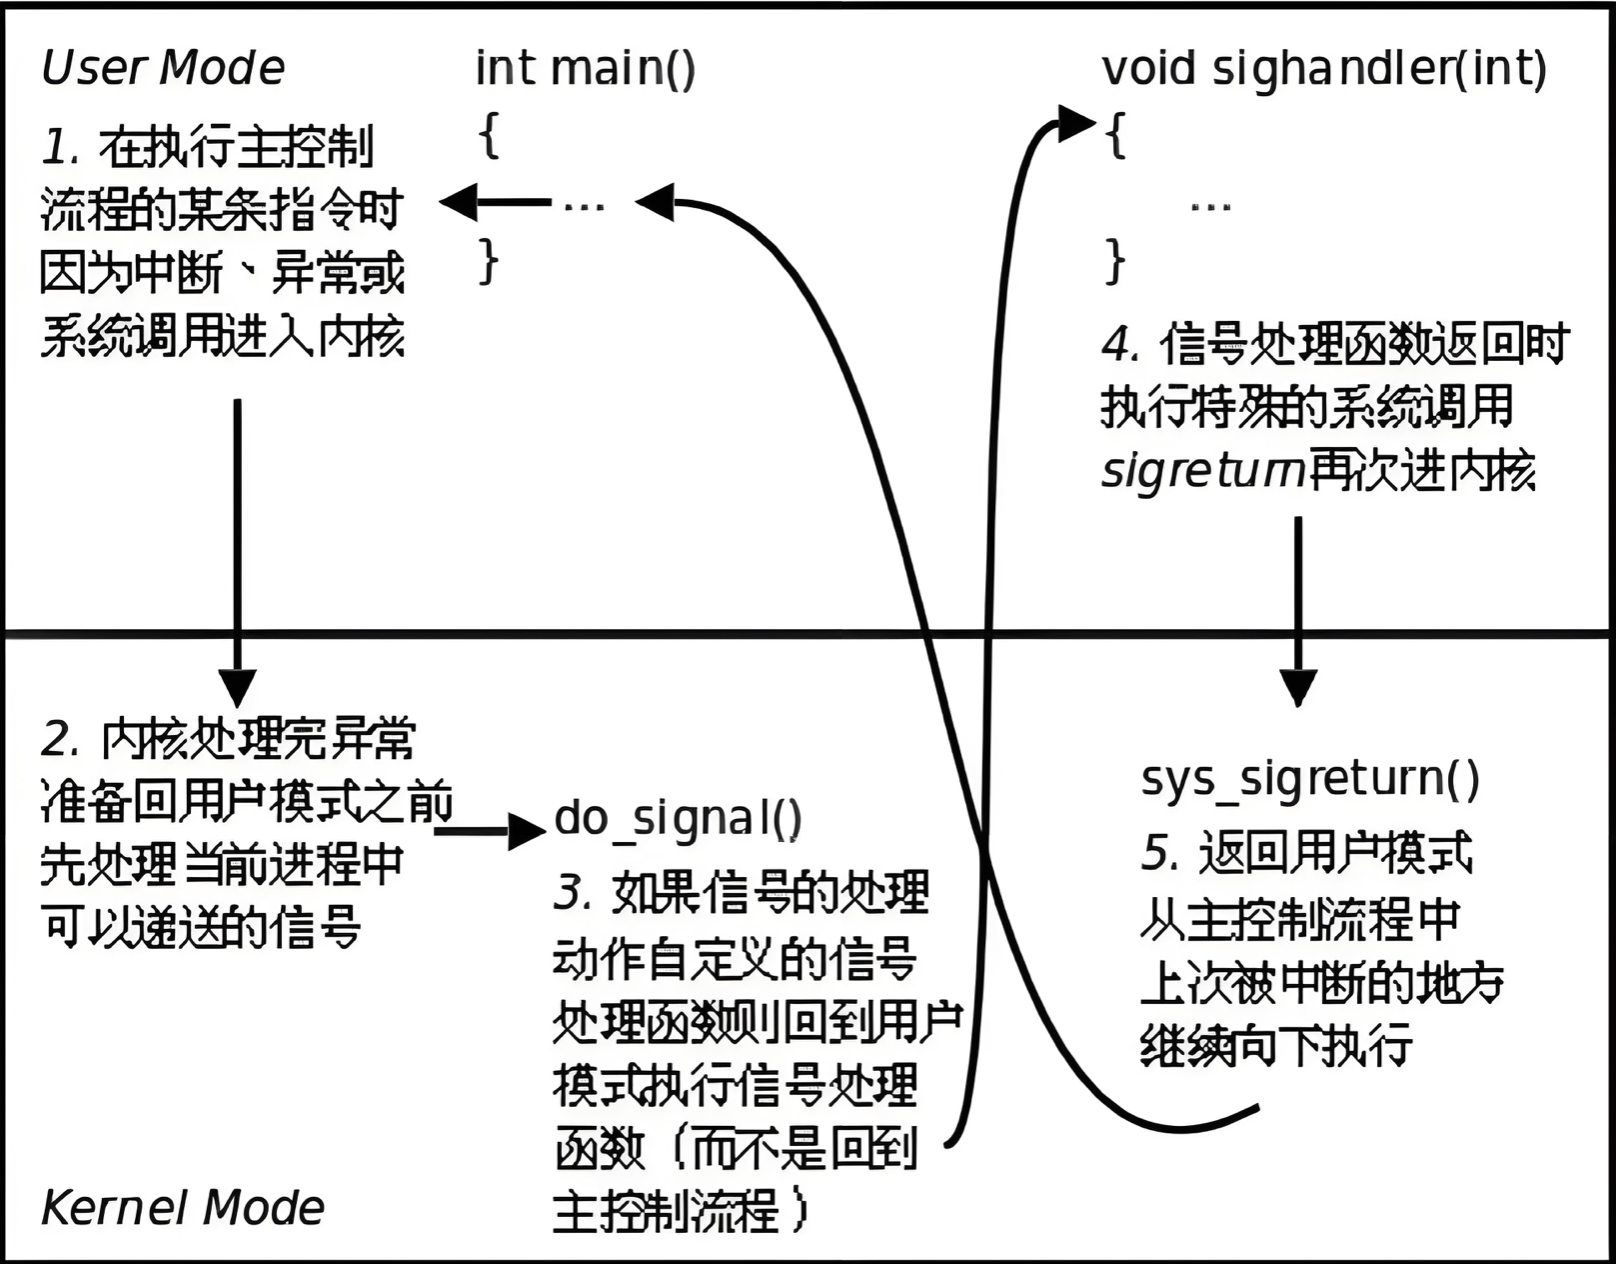 User Mode
1. 在执行主控制
流程的某条指令时
因为中断、异常或
系统调用进入内核
int main()
{
...
}
void sighandler(int)
{
...
}
4. 信号处理函数返回时
执行特殊的系统调用
sigreturn再次进内核
2. 内核处理完异常
准备回用户模式之前
先处理当前进程中
可以递送的信号
do_signal()
3. 如果信号的处理
动作自定义的信号
处理函数则回到用户
模式执行信号处理
函数（而不是回到
主控制流程）
sys_sigreturn()
5. 返回用户模式
从主控制流程中
上次被中断的地方
继续向下执行
Kernel Mode